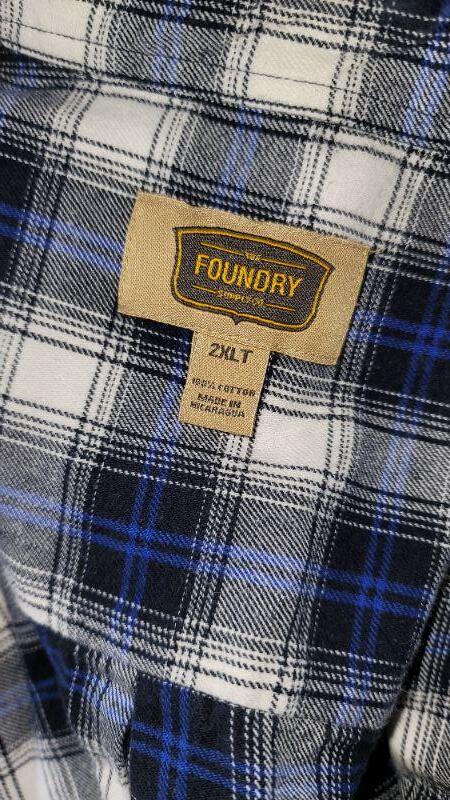 THE
FOUNDRY
SUPPLY CO.
2XLT
100% COTTON
MADE IN
NICARAGUA